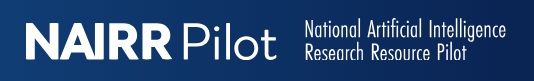 NAIRR Pilot
National Artificial Intelligence
Research Resource Pilot